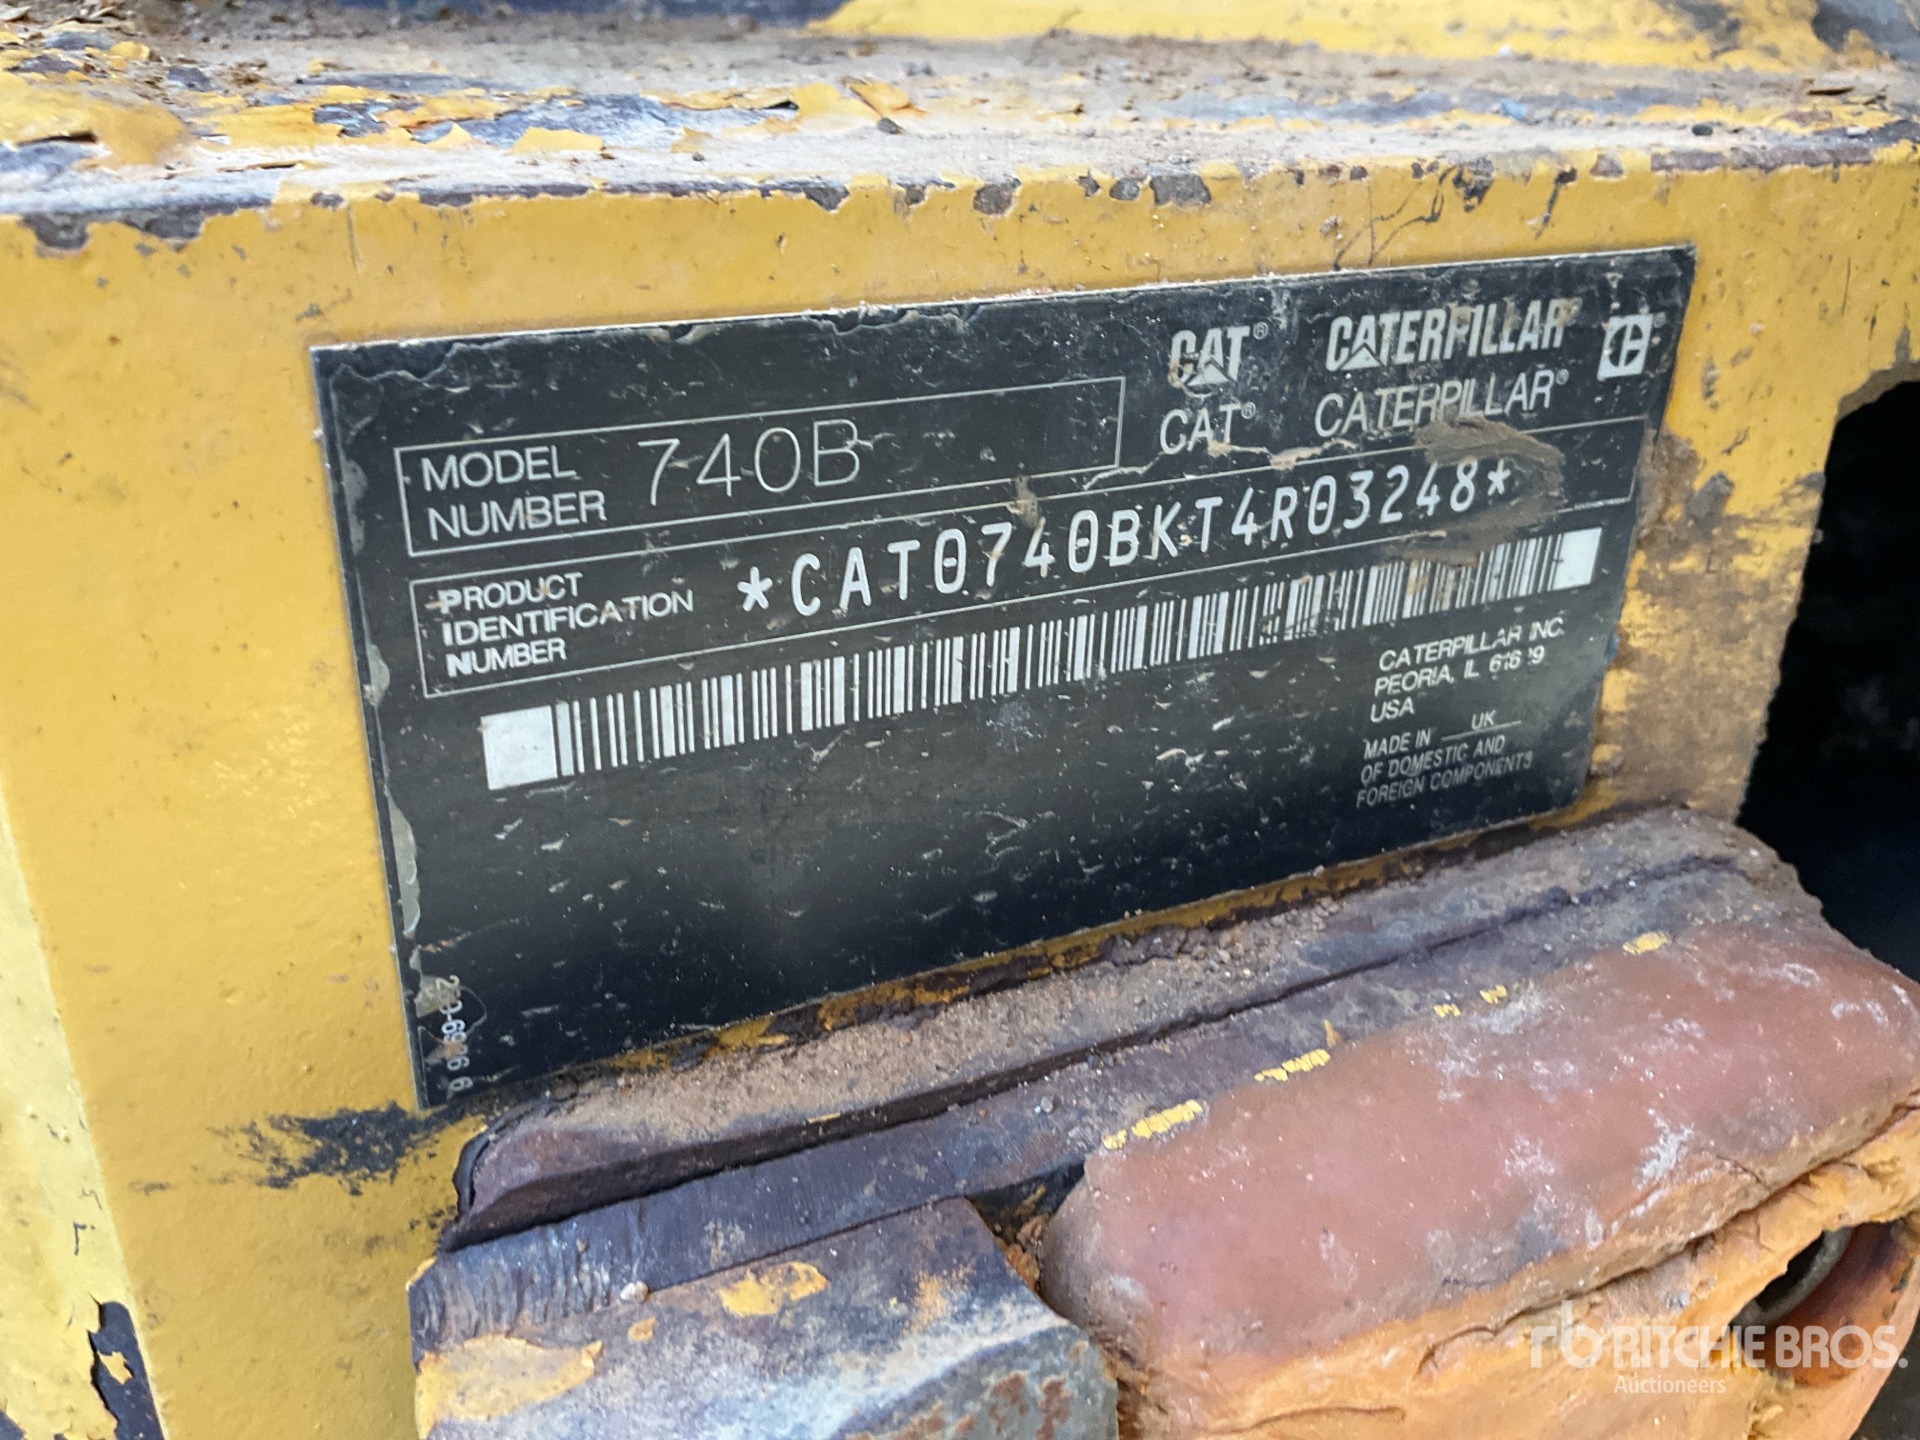 CAT® CATERPILLAR
CAT® CATERPILLAR®
MODEL
NUMBER 740B
PRODUCT
IDENTIFICATION
NUMBER
*CAT0740BKT4R03248*
CATERPILLAR INC.
PEORIA, IL
USA
MADE IN UK
OF DOMESTIC AND
FOREIGN COMPONENTS
RITCHIE BROS.
Auctioneers